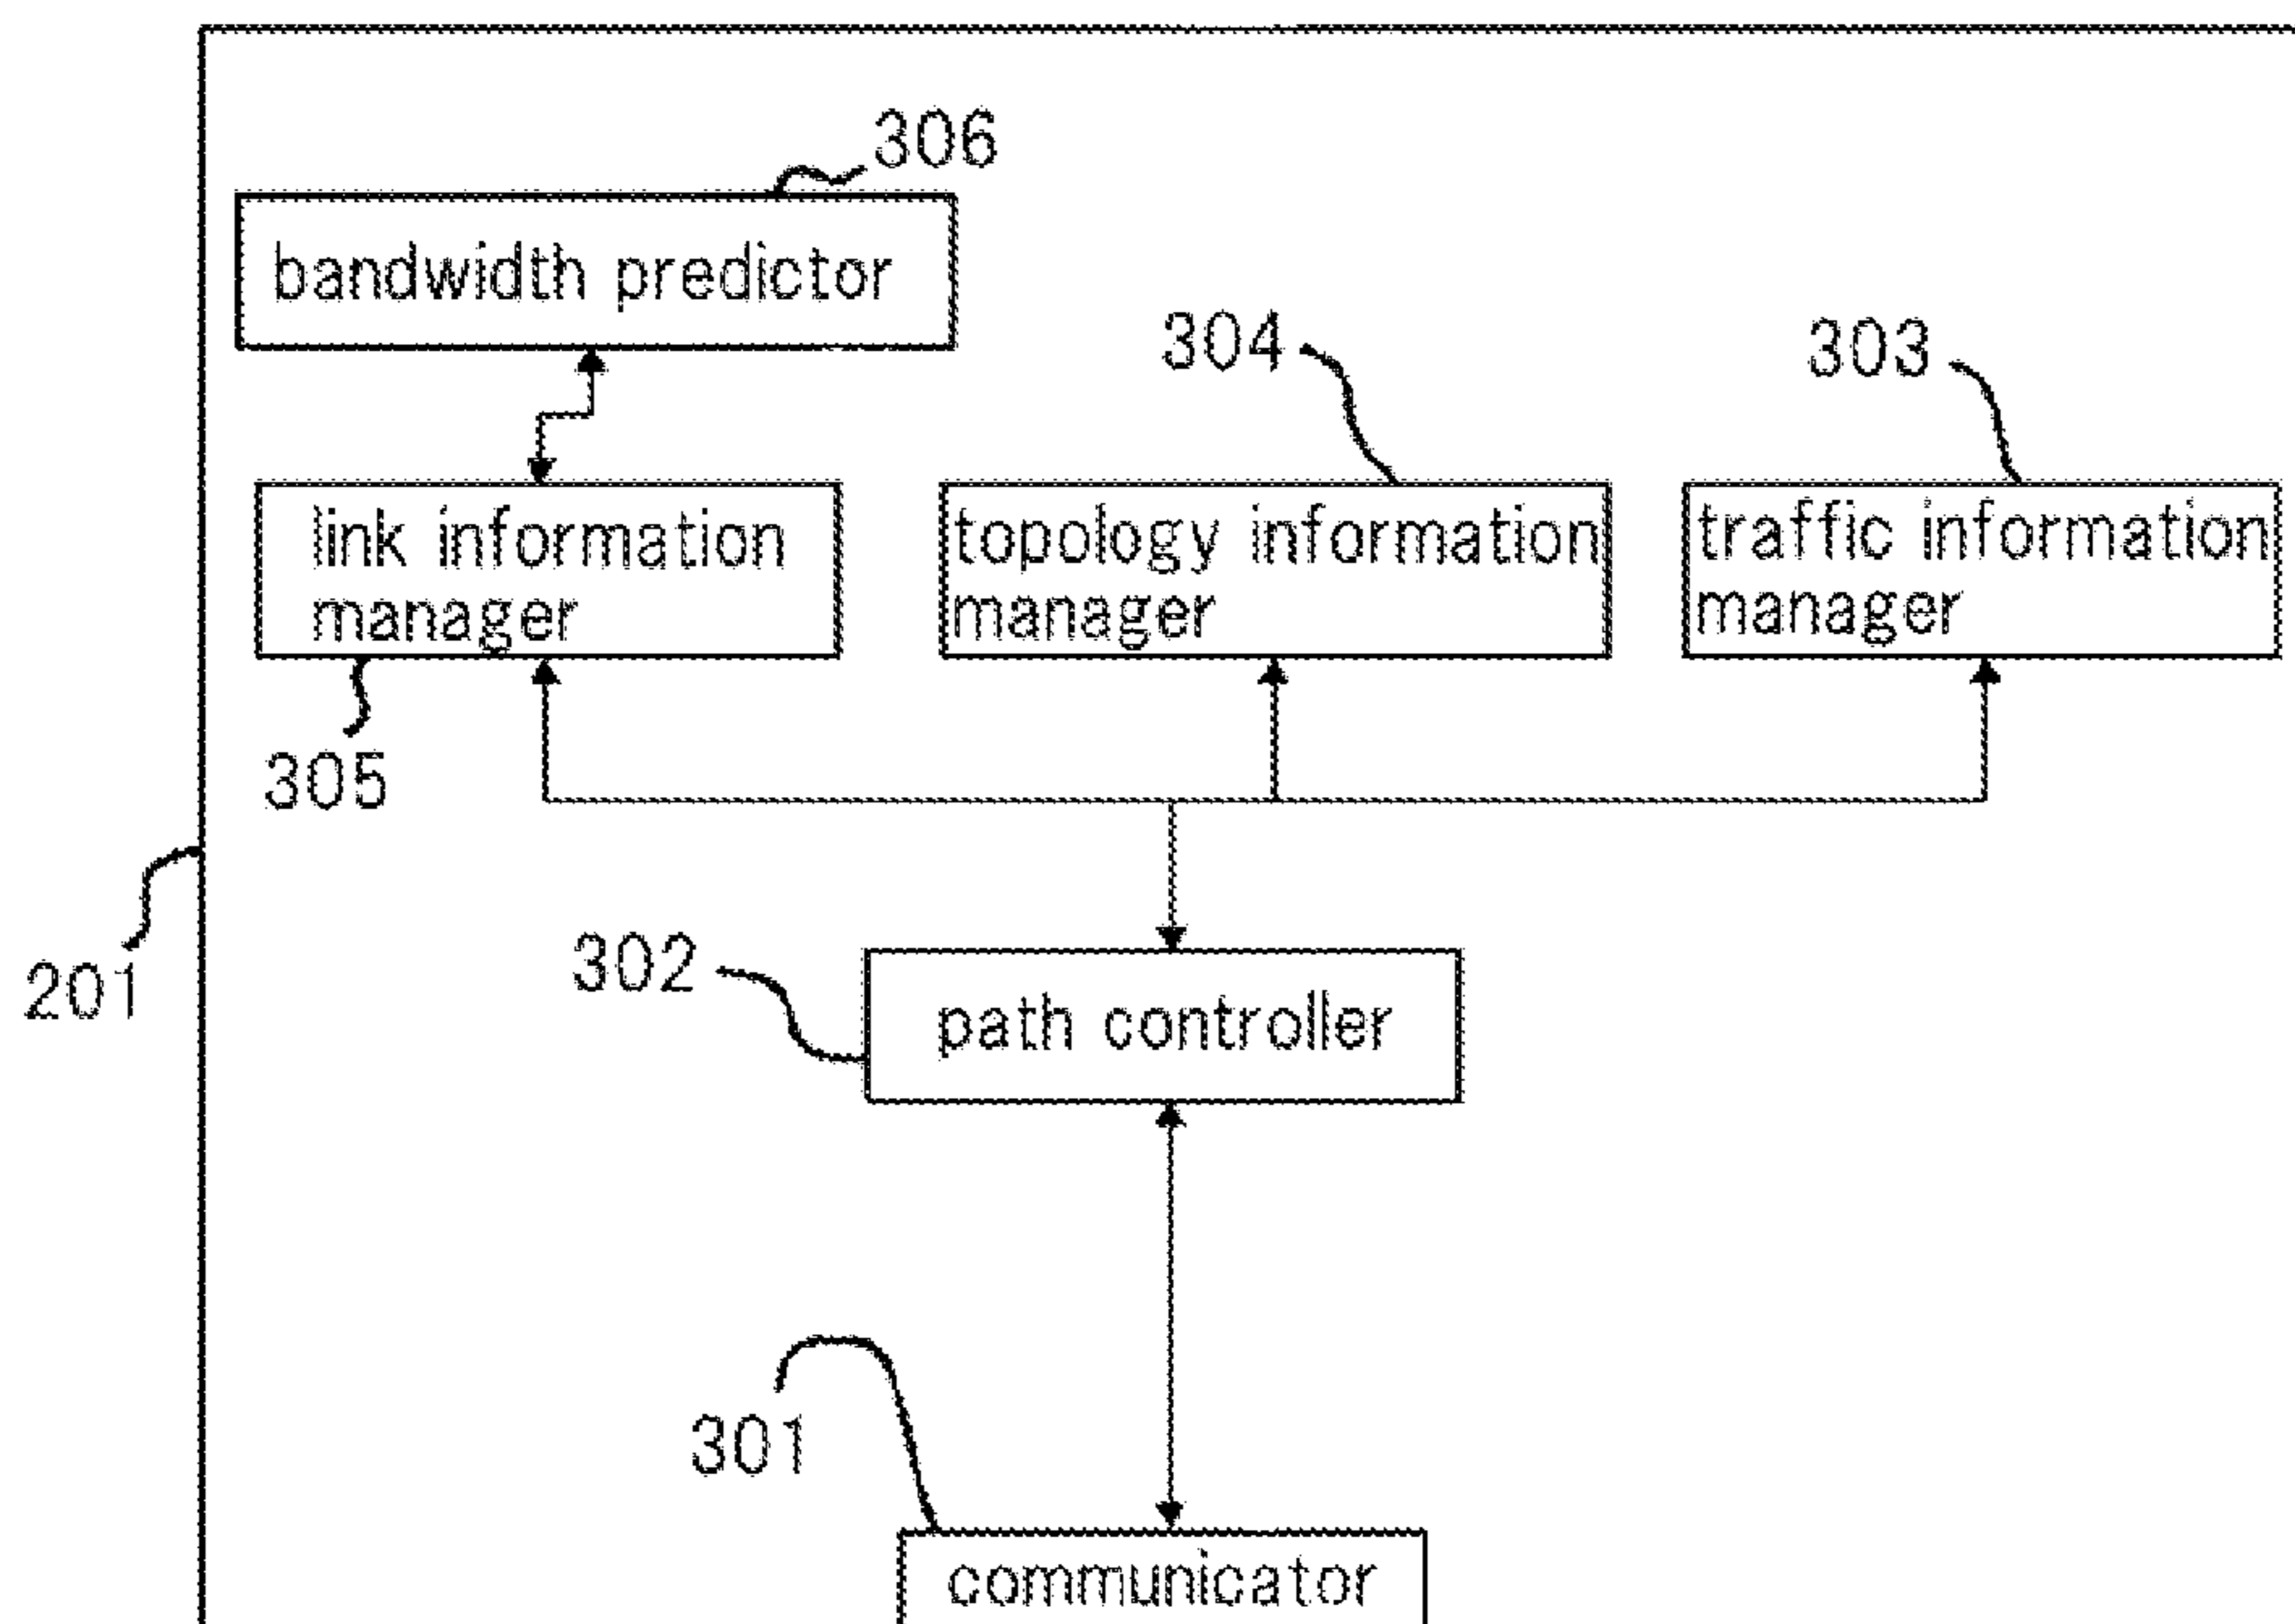 306
bandwidth predictor
304
303
link information
manager
topology information
manager
traffic information
manager
305
201
302
path controller
301
communicator